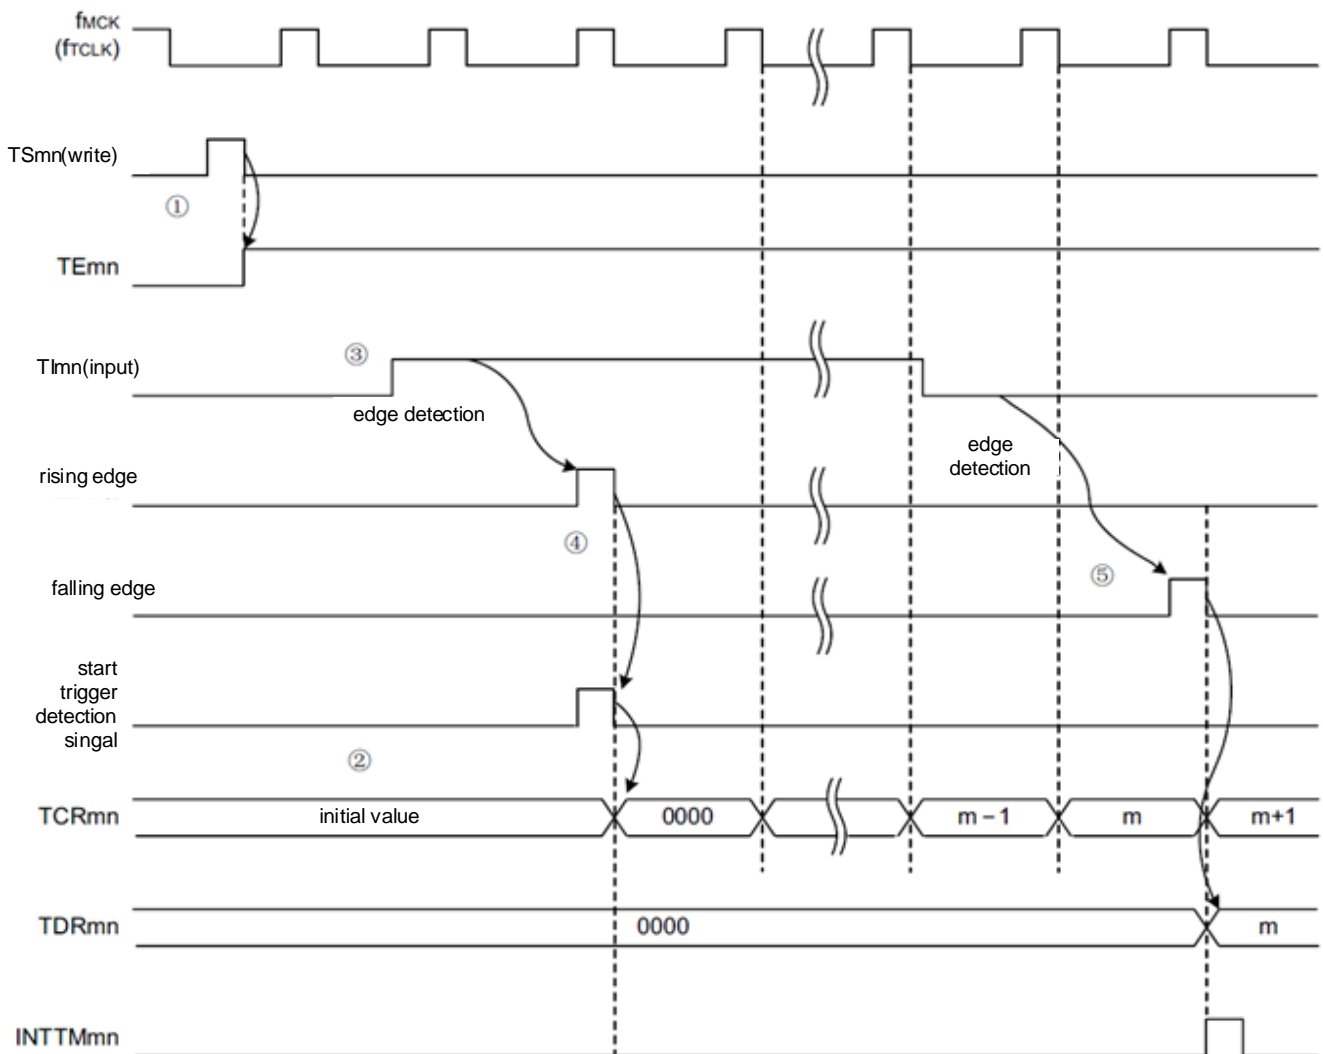 fMCK
(fTCLK)
TSmn(write)
①
TEmn
③
TImn(input)
edge detection
edge
detection
rising edge
④
⑤
falling edge
start
trigger
detection
singal
②
TCRmn
initial value
0000
m – 1
m
m+1
TDRmn
0000
m
INTTMmn